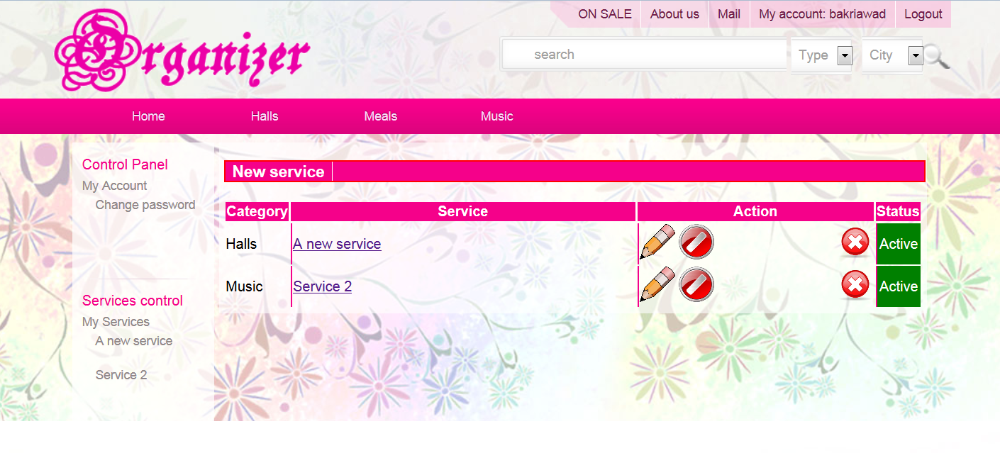 Organizer
ON SALE About us Mail My account: bakriawad Logout
search Type City
Home Halls Meals Music
Control Panel
My Account
Change password
Services control
My Services
A new service
Service 2
New service
Category Service Action Status
Halls A new service Active
Music Service 2 Active